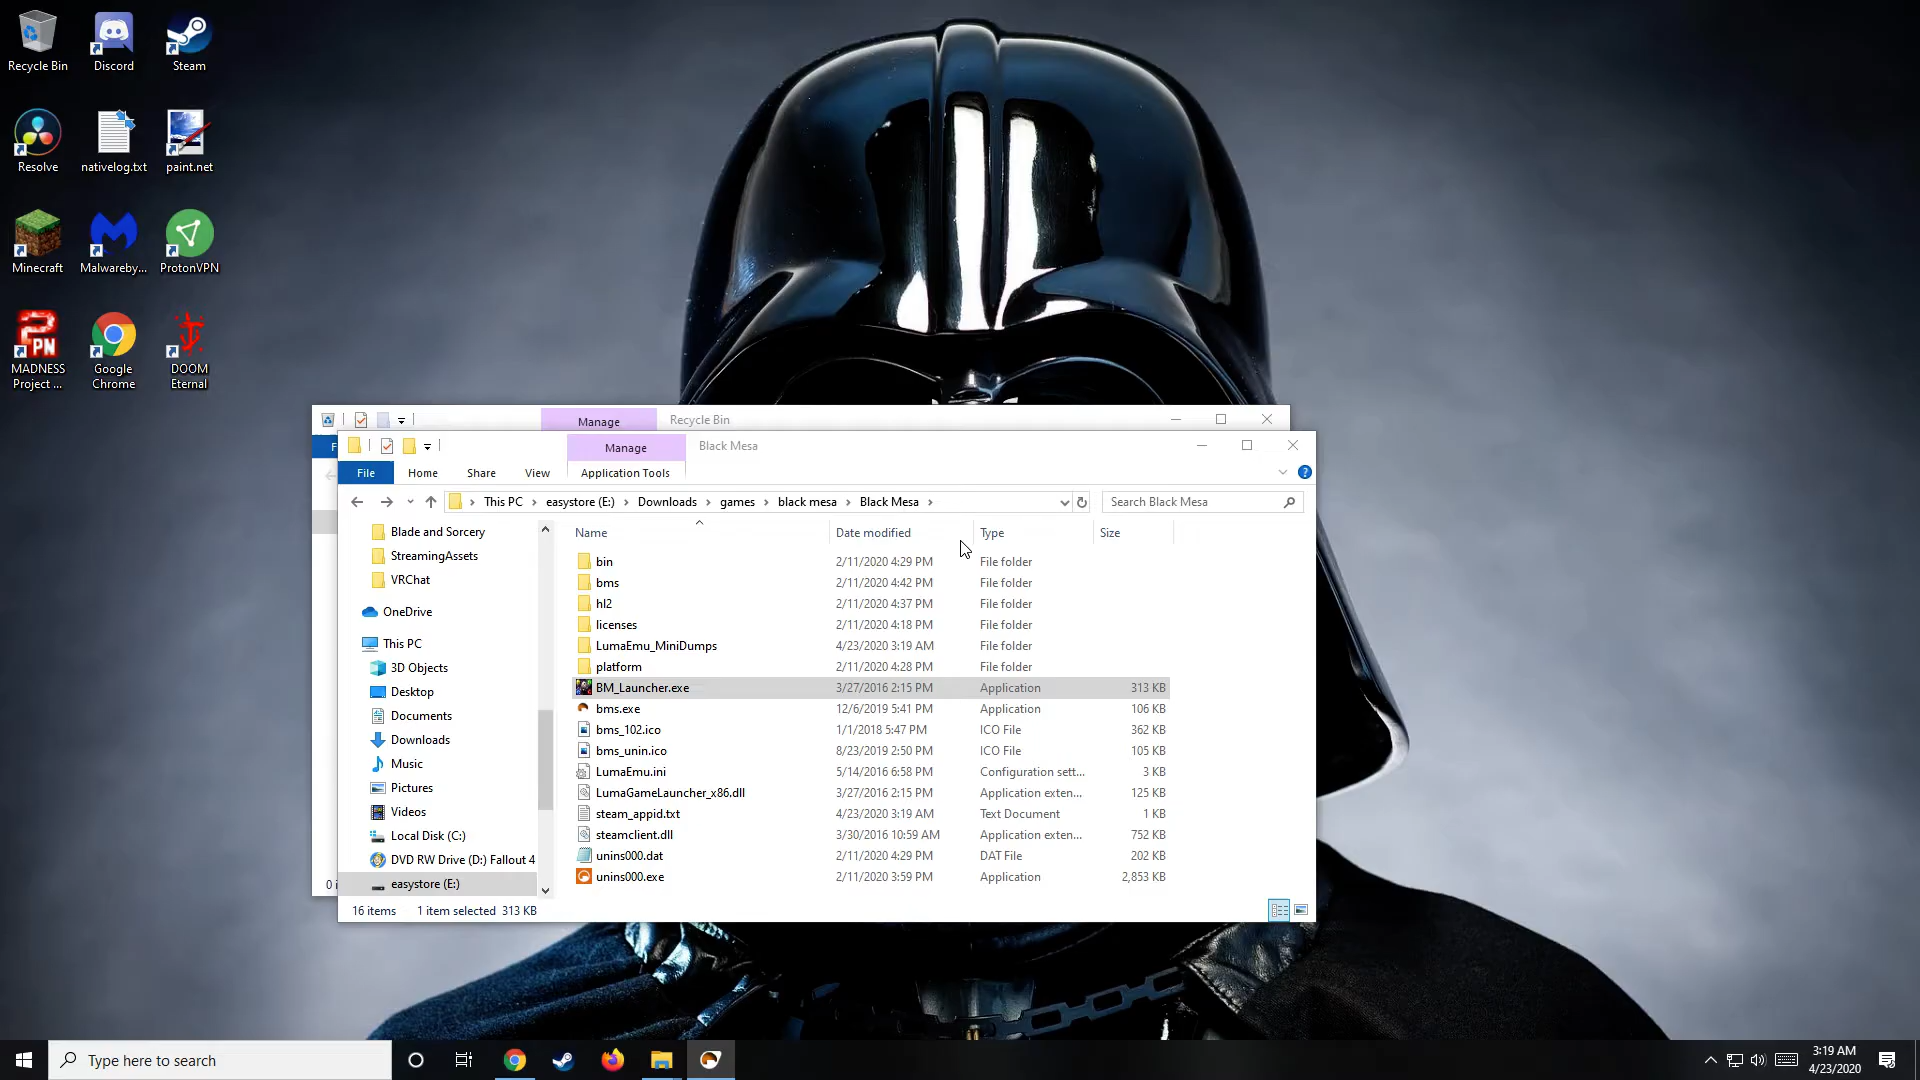 Recycle Bin
Discord
Steam
Resolve
nativelog.txt
paint.net
Minecraft
Malwareby...
ProtonVPN
MADNESS
Project ...
Google
Chrome
DOOM
Eternal
Manage
Recycle Bin
F
Manage
Black Mesa
File
Home
Share
View
Application Tools
This PC
easystore (E:)
Downloads
games
black mesa
Black Mesa
Search Black Mesa
Name
Date modified
Type
Size
Blade and Sorcery
StreamingAssets
VRChat
OneDrive
This PC
3D Objects
Desktop
Documents
Downloads
Music
Pictures
Videos
Local Disk (C:)
DVD RW Drive (D:) Fallout 4
easystore (E:)
bin 2/11/2020 4:29 PM File folder
bms 2/11/2020 4:42 PM File folder
hl2 2/11/2020 4:37 PM File folder
licenses 2/11/2020 4:18 PM File folder
LumaEmu_MiniDumps 4/23/2020 3:19 AM File folder
platform 2/11/2020 4:28 PM File folder
BM_Launcher.exe 3/27/2016 2:15 PM Application 313 KB
bms.exe 12/6/2019 5:41 PM Application 106 KB
bms_102.ico 1/1/2018 5:47 PM ICO File 362 KB
bms_unin.ico 8/23/2019 2:50 PM ICO File 105 KB
LumaEmu.ini 5/14/2016 6:58 PM Configuration sett... 3 KB
LumaGameLauncher_x86.dll 3/27/2016 2:15 PM Application exten... 125 KB
steam_appid.txt 4/23/2020 3:19 AM Text Document 1 KB
steamclient.dll 3/30/2016 10:59 AM Application exten... 752 KB
unins000.dat 2/11/2020 4:29 PM DAT File 202 KB
unins000.exe 2/11/2020 3:59 PM Application 2,853 KB
0 i
16 items 1 item selected 313 KB
Type here to search
3:19 AM
4/23/2020